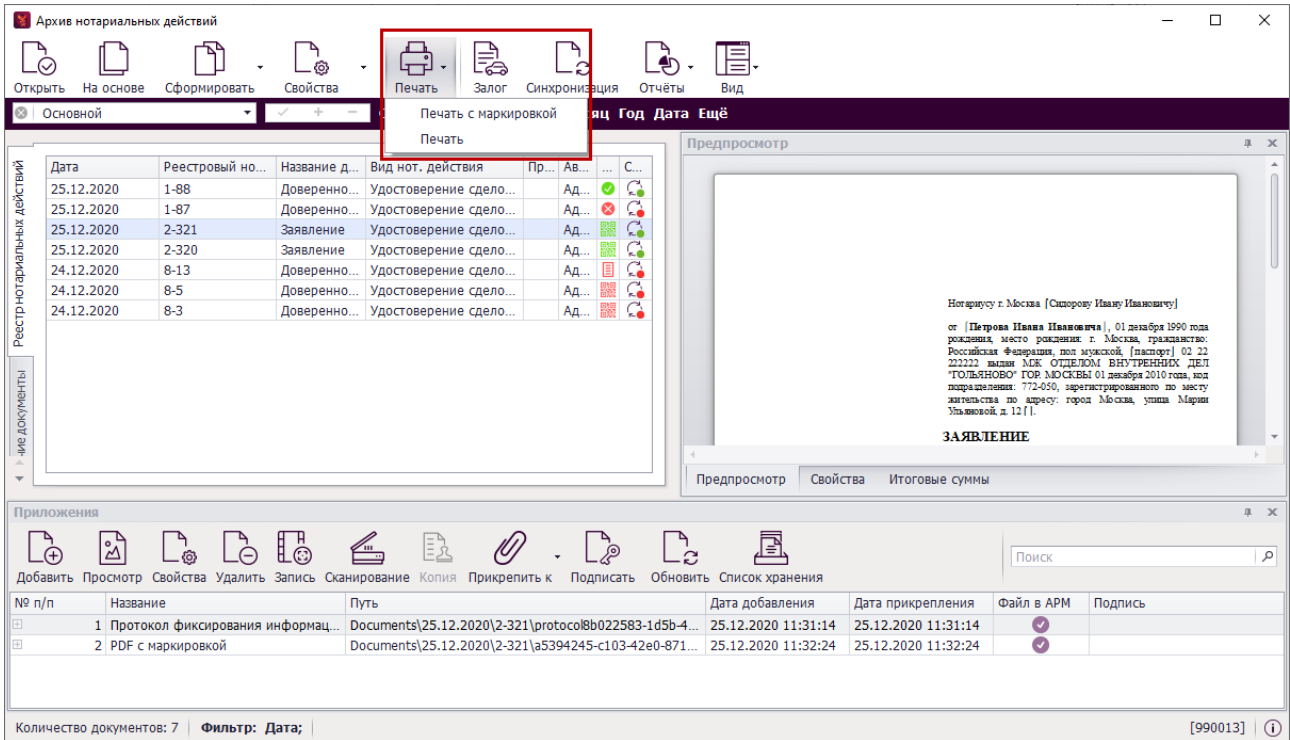 Архив нотариальных действий
Открыть На основе Сформировать Свойства Печать Залог Синхронизация Отчёты Вид
Основной
Год Дата Ещё
Печать с маркировкой
Печать
Реестр нотариальных действий
документы
Дата Реестровый но... Название д... Вид нот. действия Пр... Ав... ... С...
25.12.2020 1-88 Доверенно... Удостоверение сдело... Ад...
25.12.2020 1-87 Доверенно... Удостоверение сдело... Ад...
25.12.2020 2-321 Заявление Удостоверение сдело... Ад...
25.12.2020 2-320 Заявление Удостоверение сдело... Ад...
24.12.2020 8-13 Доверенно... Удостоверение сдело... Ад...
24.12.2020 8-5 Доверенно... Удостоверение сдело... Ад...
24.12.2020 8-3 Доверенно... Удостоверение сдело... Ад...
Предпросмотр
Нотариусу г. Москва ⌈Сидорову Ивану Ивановичу⌋
от ⌈Петрова Ивана Ивановича⌋, 01 декабря 1990 года
рождения, место рождения: г. Москва, гражданство:
Российская Федерация, пол мужской, ⌈паспорт⌋ 02 22
222222 выдан МЖ ОТДЕЛОМ ВНУТРЕННИХ ДЕЛ
"ГОЛЬЯНОВО" ГОР. МОСКВЫ 01 декабря 2010 года, код
подразделения: 772-050, зарегистрированного по месту
жительства по адресу: город Москва, улица Марии
Ульяновой, д. 12 ⌈⌋.
ЗАЯВЛЕНИЕ
Предпросмотр Свойства Итоговые суммы
Приложения
Добавить Просмотр Свойства Удалить Запись Сканирование Копия Прикрепить к Подписать Обновить Список хранения
Поиск
№ п/п Название Путь Дата добавления Дата прикрепления Файл в АРМ Подпись
1 Протокол фиксирования информац... Documents\25.12.2020\2-321\protocol8b022583-1d5b-4... 25.12.2020 11:31:14 25.12.2020 11:31:14
2 PDF с маркировкой Documents\25.12.2020\2-321\a5394245-c103-42e0-871... 25.12.2020 11:32:24 25.12.2020 11:32:24
Количество документов: 7 Фильтр: Дата; [990013]